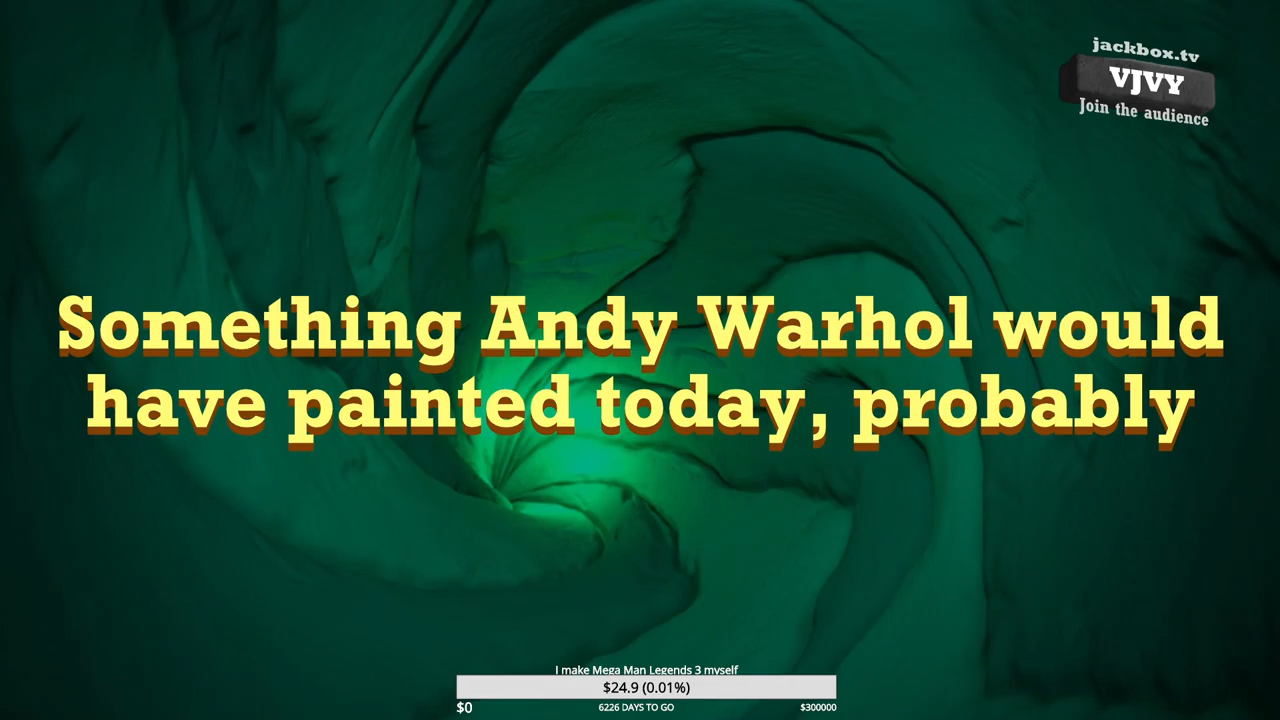 jackbox.tv
VJVY
Join the audience
Something Andy Warhol would
have painted today, probably
I make Mega Man Legends 3 myself
$24.9 (0.01%)
$0
6226 DAYS TO GO
$300000